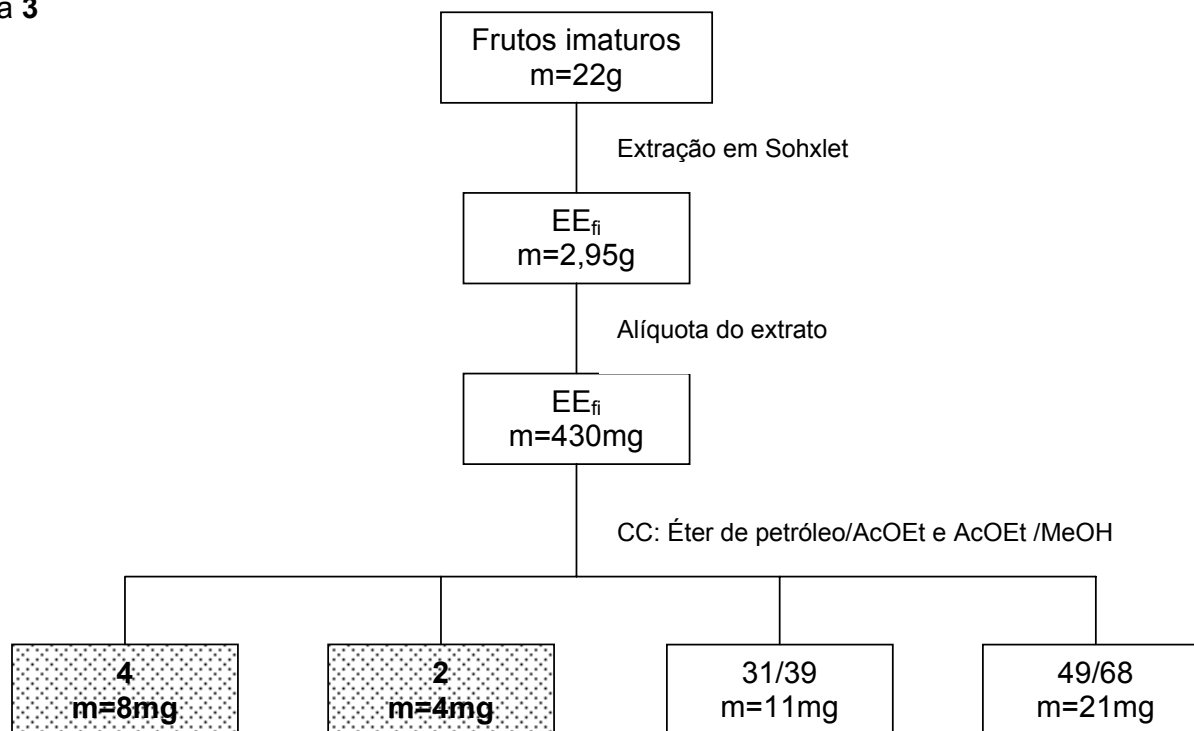 a 3
Frutos imaturos
m=22g
Extração em Sohxlet
EEfi
m=2,95g
Alíquota do extrato
EEfi
m=430mg
CC: Éter de petróleo/AcOEt e AcOEt /MeOH
4
m=8mg
2
m=4mg
31/39
m=11mg
49/68
m=21mg